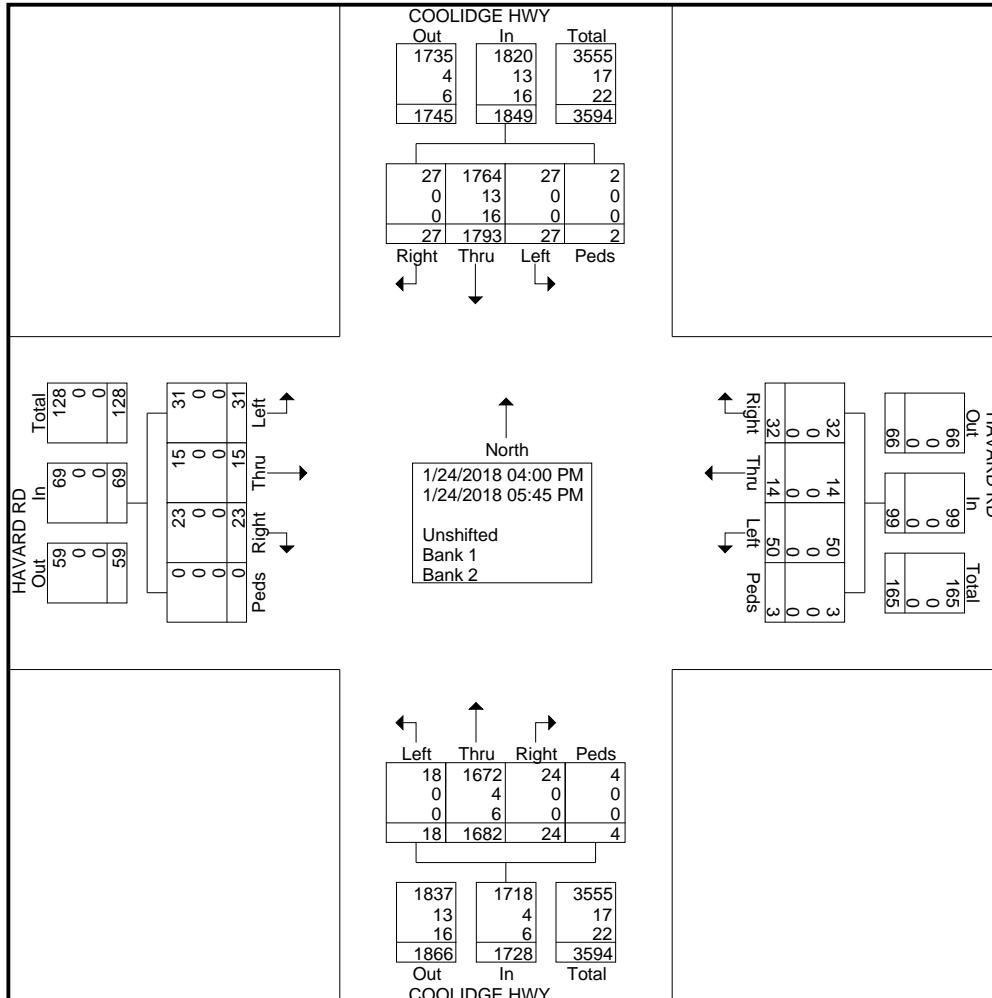 COOLIDGE HWY
Out In Total
1735 1820 3555
4 13 17
6 16 22
1745 1849 3594
27 1764 27 2
0 13 0 0
0 16 0 0
27 1793 27 2
Right Thru Left Peds
HAVARD RD
Out In Total
59 69 128
0 0 0
0 0 0
59 69 128
0 23 15 31
0 0 0 0
0 0 0 0
0 23 15 31
Peds Right Thru Left
North
1/24/2018 04:00 PM
1/24/2018 05:45 PM
Unshifted
Bank 1
Bank 2
HAVARD RD
Out In Total
66 99 165
0 0 0
0 0 0
66 99 165
32 14 50 3
0 0 0 0
0 0 0 0
32 14 50 3
Right Thru Left Peds
Left Thru Right Peds
18 1672 24 4
0 4 0 0
0 6 0 0
18 1682 24 4
1837 1718 3555
13 4 17
16 6 22
1866 1728 3594
Out In Total
COOLIDGE HWY